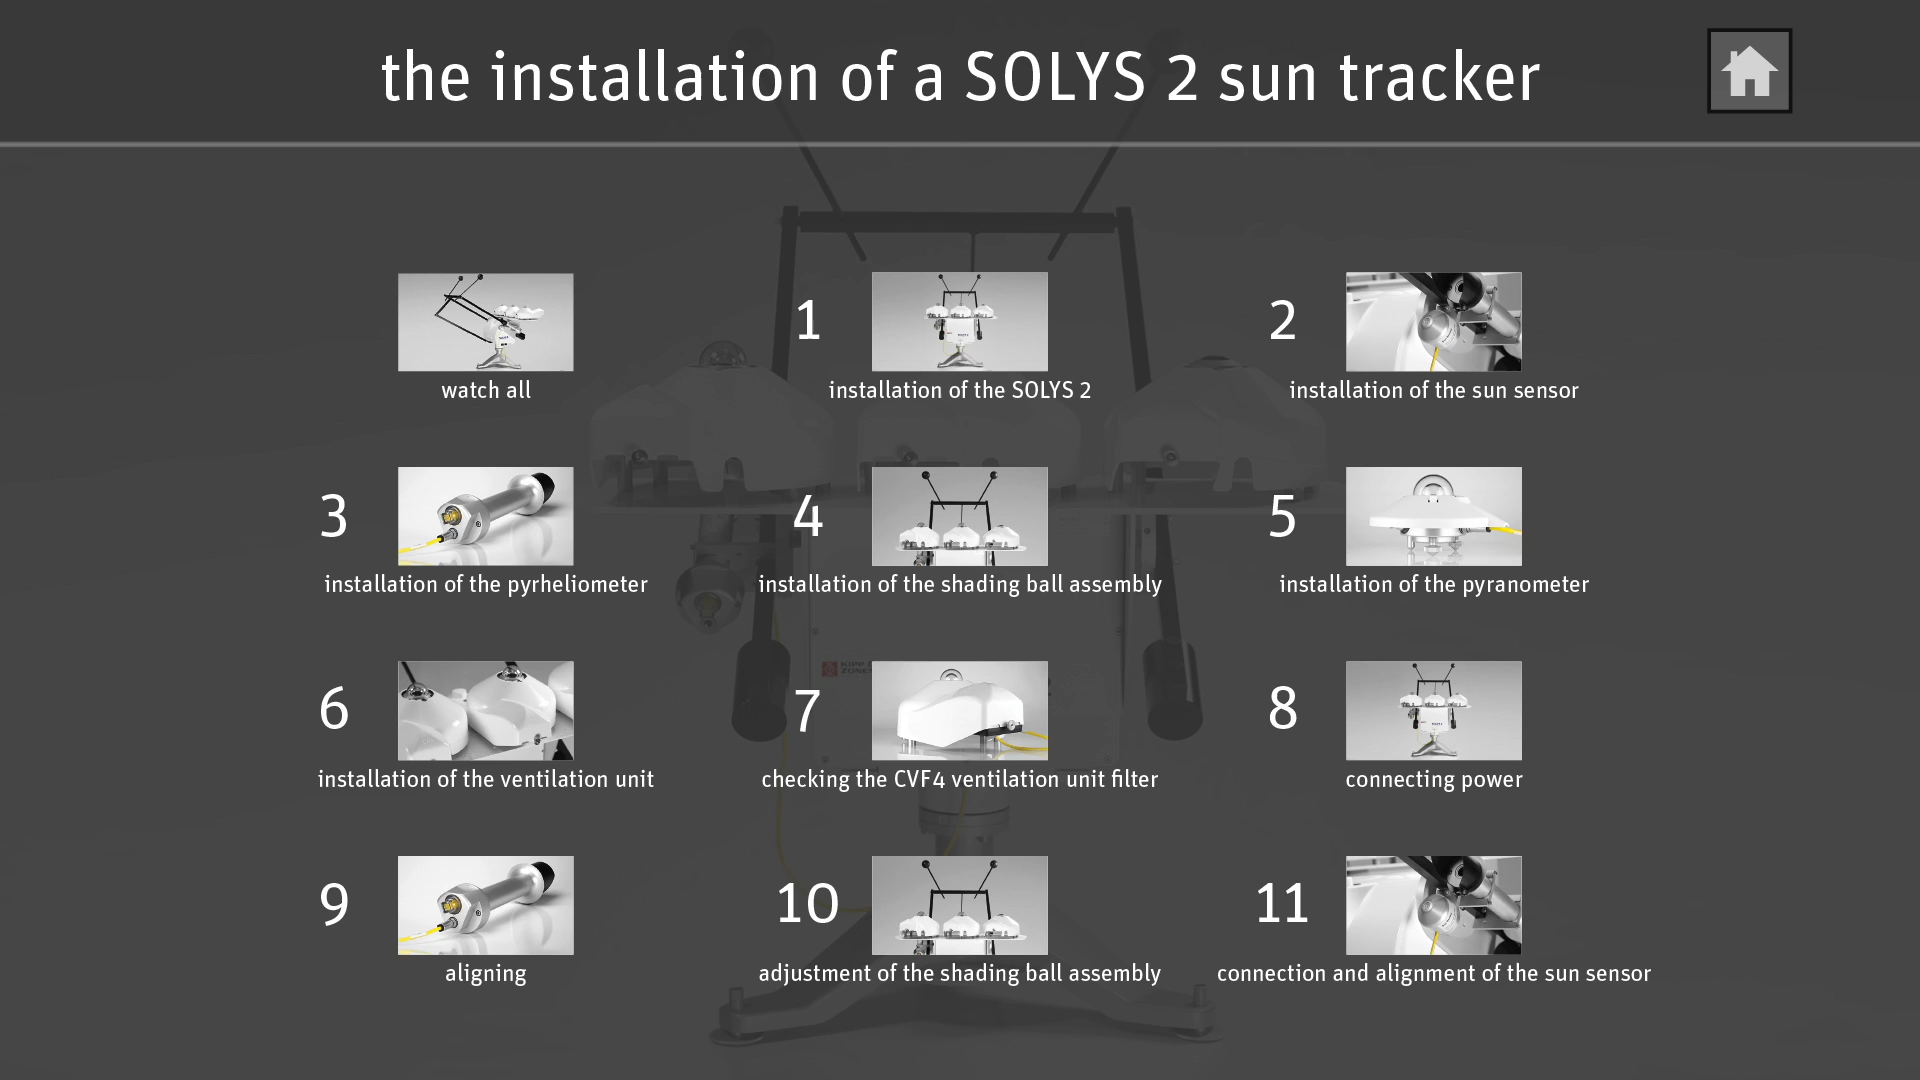 the installation of a SOLYS 2 sun tracker
watch all
1
installation of the SOLYS 2
2
installation of the sun sensor
3
installation of the pyrheliometer
4
installation of the shading ball assembly
5
installation of the pyranometer
6
installation of the ventilation unit
7
checking the CVF4 ventilation unit filter
8
connecting power
9
aligning
10
adjustment of the shading ball assembly
11
connection and alignment of the sun sensor